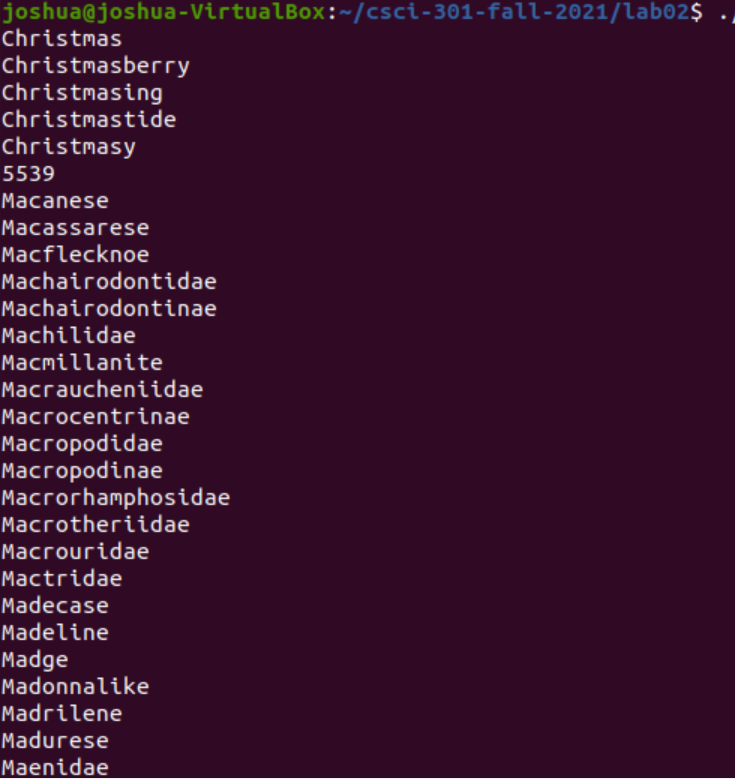 joshua@joshua-VirtualBox:~/csci-301-fall-2021/lab02$ ./
Christmas
Christmasberry
Christmasing
Christmastide
Christmasy
5539
Macanese
Macassarese
Macflecknoe
Machairodontidae
Machairodontinae
Machilidae
Macmillanite
Macraucheniidae
Macrocentrinae
Macropodidae
Macropodinae
Macrorhamphosidae
Macrotheriidae
Macrouridae
Mactridae
Madecase
Madeline
Madge
Madonnalike
Madrilene
Madurese
Maenidae